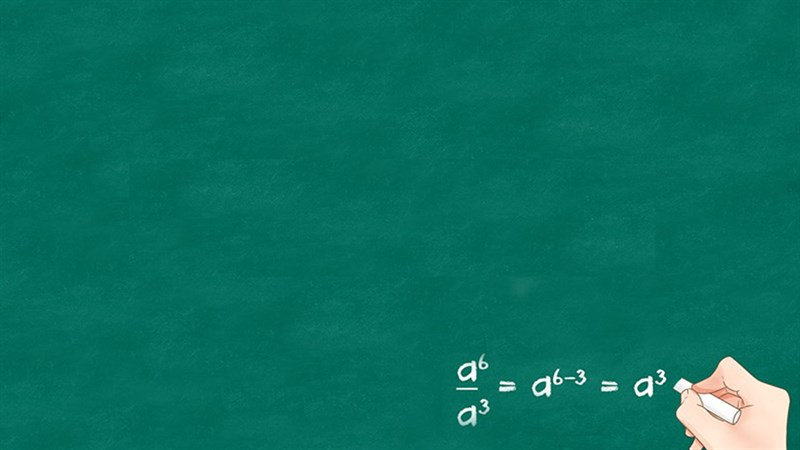 a⁶/a³ = a⁶⁻³ = a³